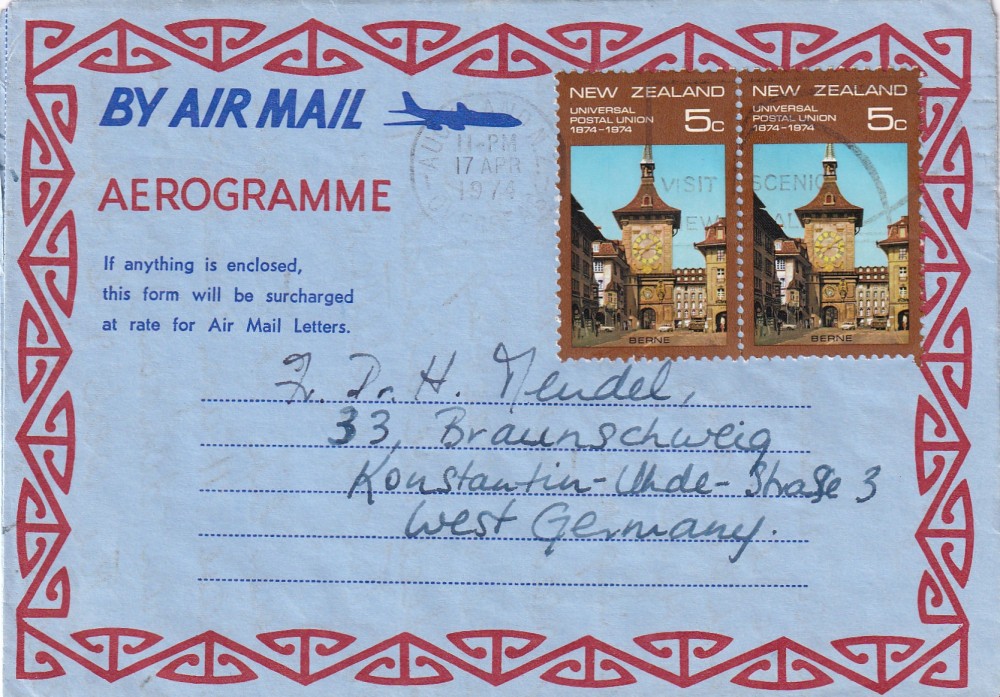 BY AIR MAIL
AEROGRAMME
If anything is enclosed,
this form will be surcharged
at rate for Air Mail Letters.
11-PM
17 APR
1974
NEW ZEALAND
UNIVERSAL
POSTAL UNION
1874-1974
5c
BERNE
NEW ZEALAND
UNIVERSAL
POSTAL UNION
1874-1974
5c
BERNE
VISIT SCENIC
Dr. H. Mendel,
33, Braunschweig
Konstantin-Uhde-Straße 3
West Germany.